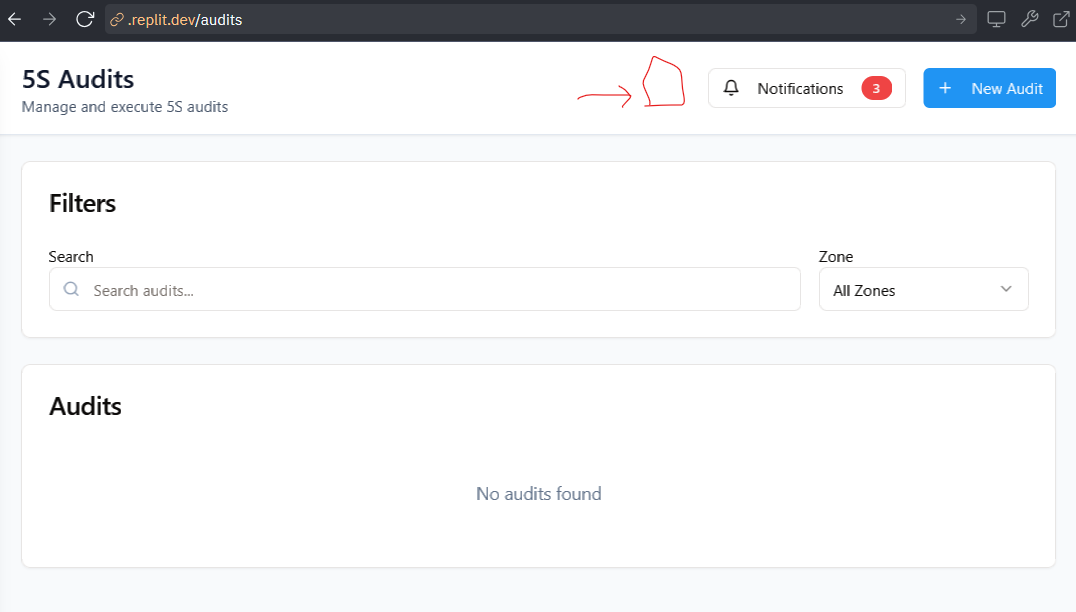 .replit.dev/audits
5S Audits
Manage and execute 5S audits
Notifications 3
+ New Audit
Filters
Search
Zone
Search audits...
All Zones
Audits
No audits found